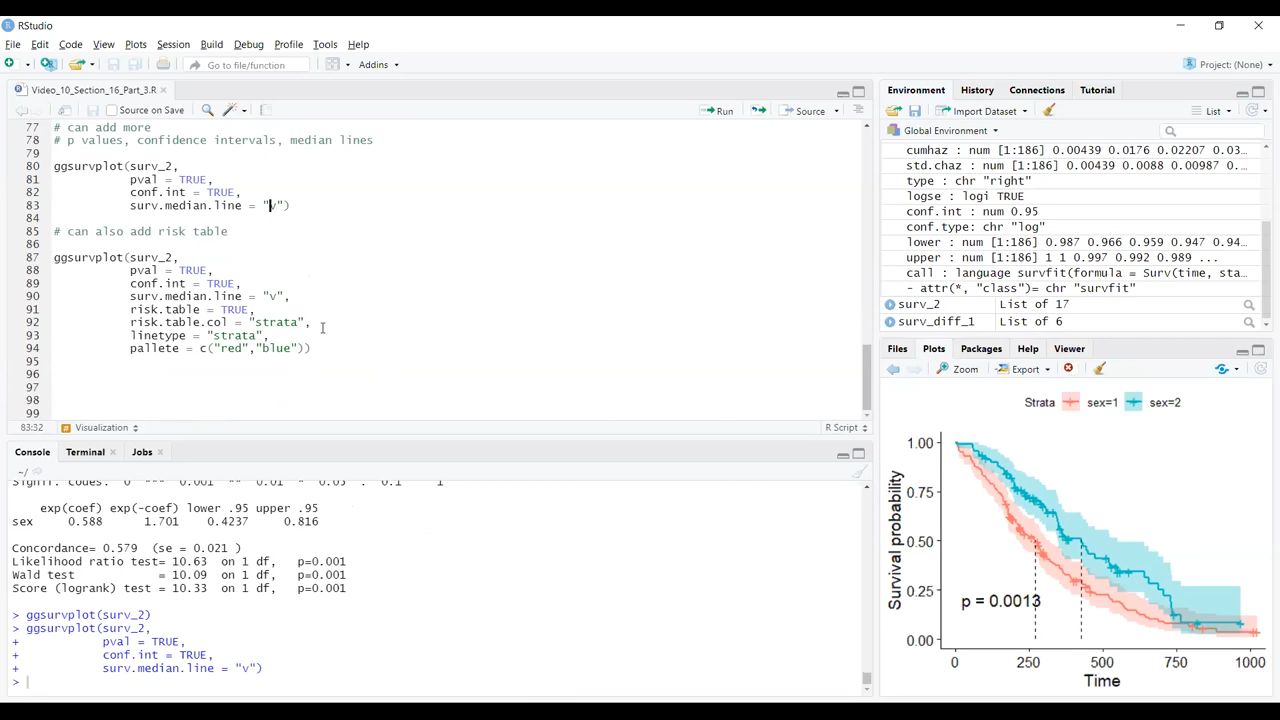 RStudio
File Edit Code View Plots Session Build Debug Profile Tools Help
Go to file/function Addins Project: (None)
Video_10_Section_16_Part_3.R
Source on Save Run Source
77 # can add more
78 # p values, confidence intervals, median lines
79
80 ggsurvplot(surv_2,
81 pval = TRUE,
82 conf.int = TRUE,
83 surv.median.line = "v")
84
85 # can also add risk table
86
87 ggsurvplot(surv_2,
88 pval = TRUE,
89 conf.int = TRUE,
90 surv.median.line = "v",
91 risk.table = TRUE,
92 risk.table.col = "strata",
93 linetype = "strata",
94 pallete = c("red","blue"))
95
96
97
98
99
83:32 Visualization R Script
Console Terminal Jobs
~/
exp(coef) exp(-coef) lower .95 upper .95
sex 0.588 1.701 0.4237 0.816
Concordance= 0.579 (se = 0.021 )
Likelihood ratio test= 10.63 on 1 df, p=0.001
Wald test = 10.09 on 1 df, p=0.001
Score (logrank) test = 10.33 on 1 df, p=0.001
> ggsurvplot(surv_2)
> ggsurvplot(surv_2,
+ pval = TRUE,
+ conf.int = TRUE,
+ surv.median.line = "v")
>
Environment History Connections Tutorial
Import Dataset List
Global Environment
cumhaz : num [1:186] 0.00439 0.0176 0.02207 0.03...
std.chaz : num [1:186] 0.00439 0.0088 0.00987 0...
type : chr "right"
logse : logi TRUE
conf.int : num 0.95
conf.type: chr "log"
lower : num [1:186] 0.987 0.966 0.959 0.947 0.94...
upper : num [1:186] 1 1 0.997 0.992 0.989 ...
call : language survfit(formula = Surv(time, sta...
- attr(*, "class")= chr "survfit"
surv_2 List of 17
surv_diff_1 List of 6
Files Plots Packages Help Viewer
Zoom Export
Strata sex=1 sex=2
Survival probability
1.00
0.75
0.50
0.25
0.00
p = 0.0013
0 250 500 750 1000
Time